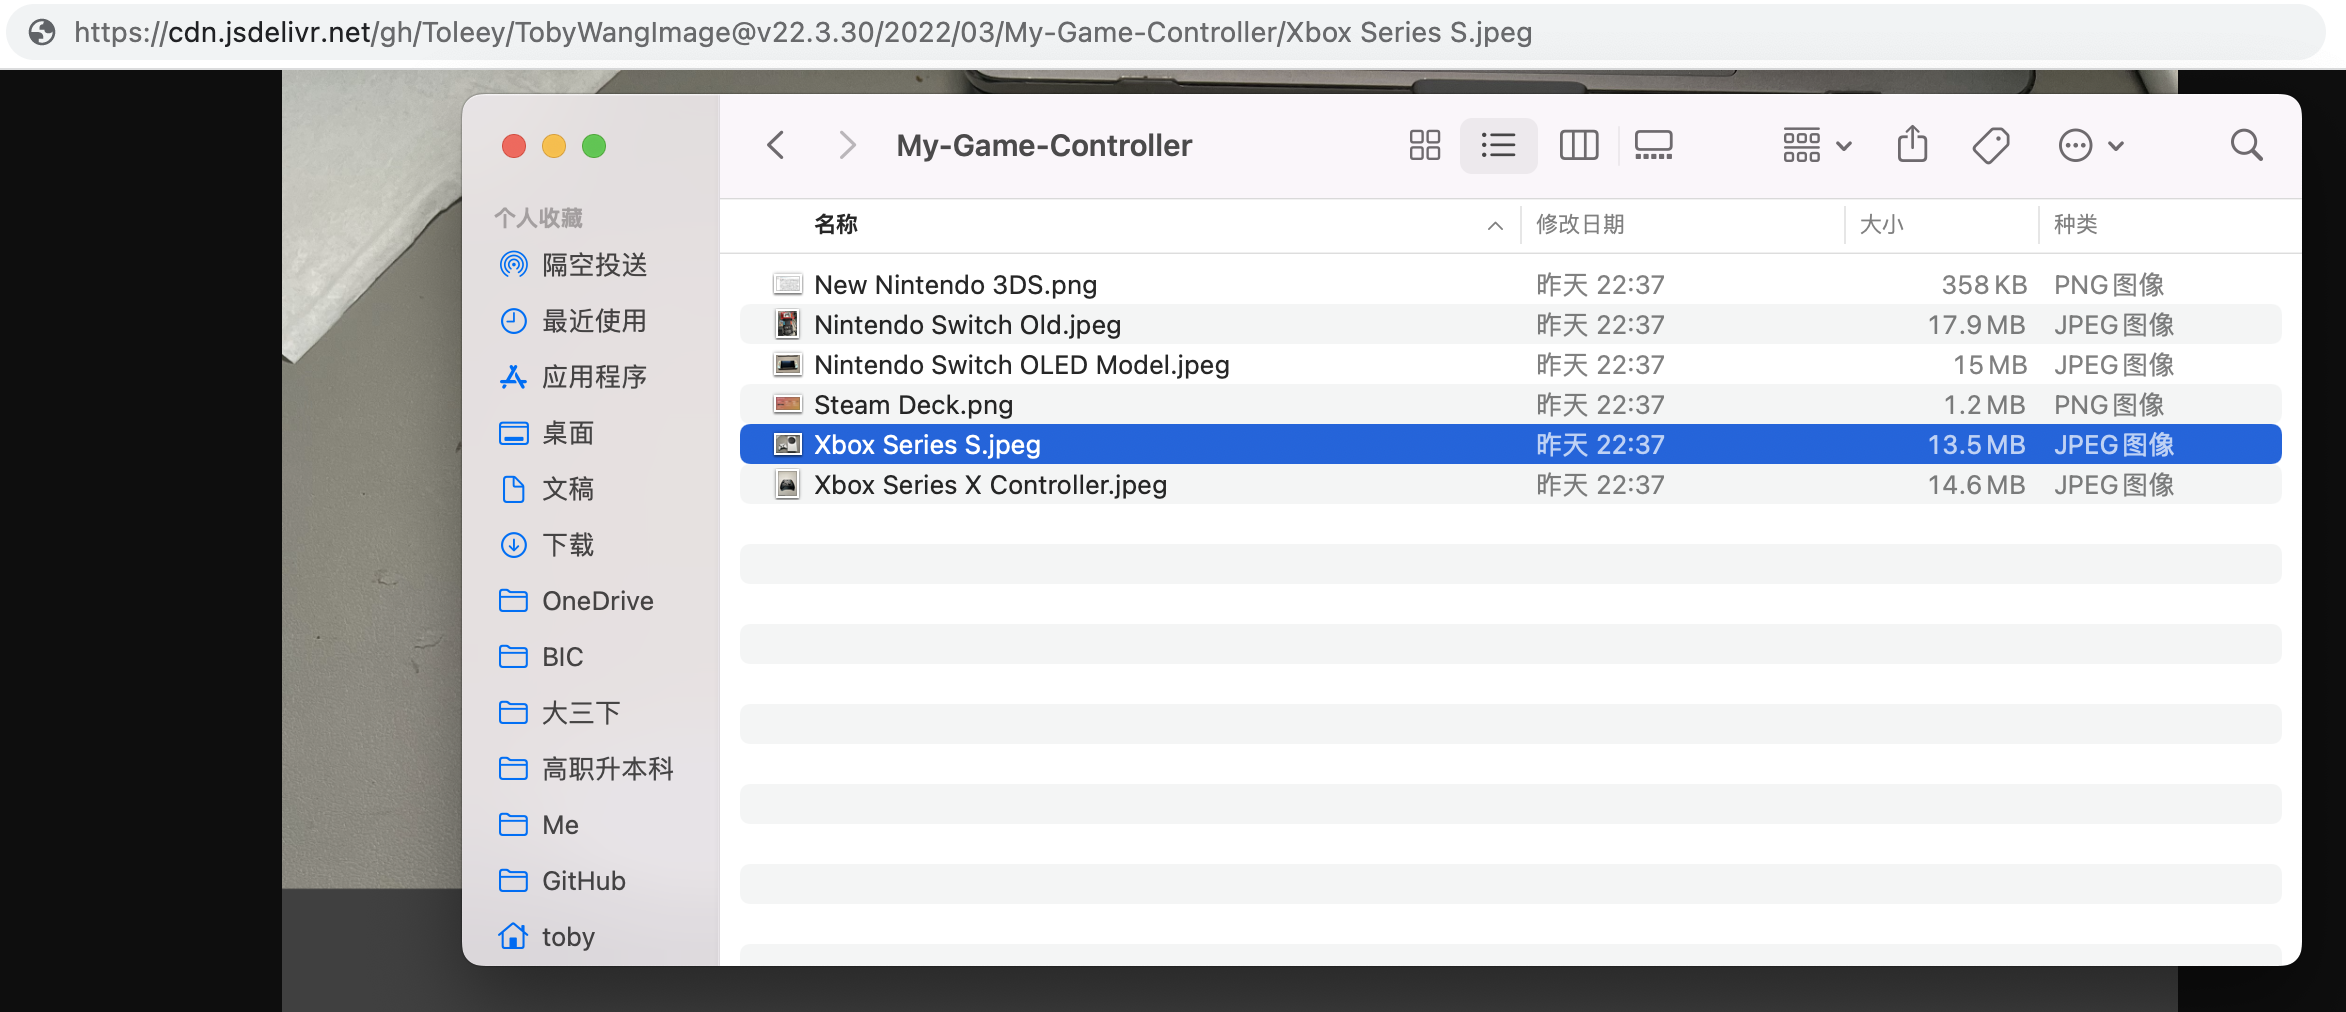 https://cdn.jsdelivr.net/gh/Toleey/TobyWangImage@v22.3.30/2022/03/My-Game-Controller/Xbox Series S.jpeg
My-Game-Controller
个人收藏
隔空投送
最近使用
应用程序
桌面
文稿
下载
OneDrive
BIC
大三下
高职升本科
Me
GitHub
toby
名称 修改日期 大小 种类
New Nintendo 3DS.png 昨天 22:37 358 KB PNG图像
Nintendo Switch Old.jpeg 昨天 22:37 17.9 MB JPEG图像
Nintendo Switch OLED Model.jpeg 昨天 22:37 15 MB JPEG图像
Steam Deck.png 昨天 22:37 1.2 MB PNG图像
Xbox Series S.jpeg 昨天 22:37 13.5 MB JPEG图像
Xbox Series X Controller.jpeg 昨天 22:37 14.6 MB JPEG图像